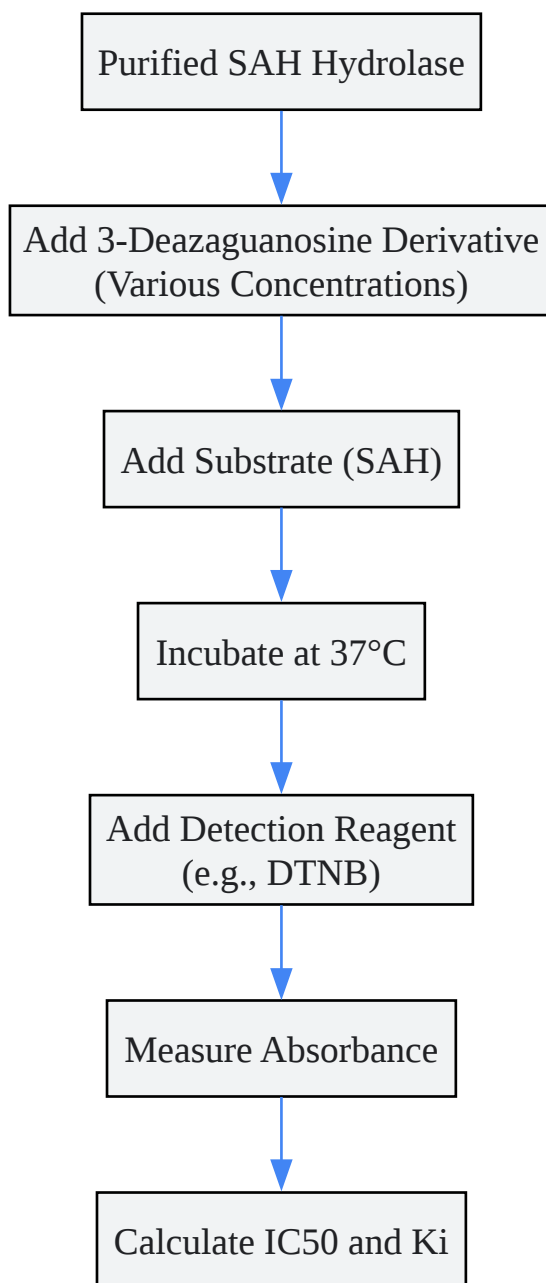 Purified SAH Hydrolase
Add 3-Deazaguanosine Derivative
(Various Concentrations)
Add Substrate (SAH)
Incubate at 37°C
Add Detection Reagent
(e.g., DTNB)
Measure Absorbance
Calculate IC50 and Ki